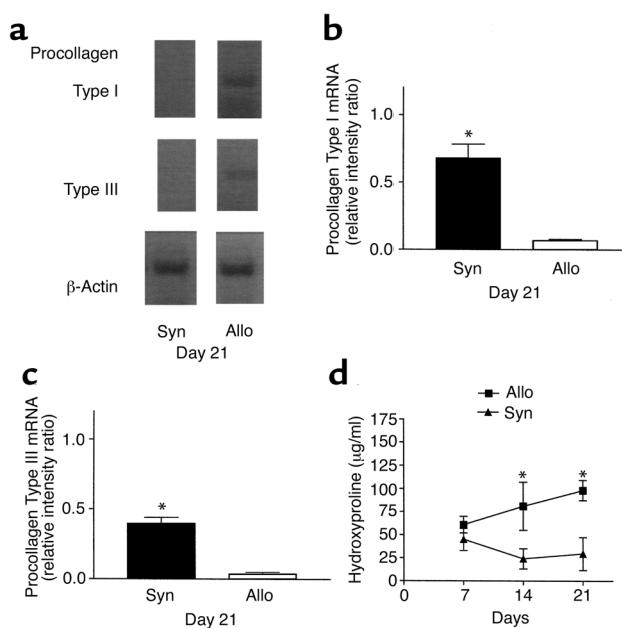 a
Procollagen
Type I
Type III
β-Actin
Syn Allo
Day 21
b
Procollagen Type I mRNA
(relative intensity ratio)
1.0
0.5
0.0
*
Syn Allo
Day 21
c
Procollagen Type III mRNA
(relative intensity ratio)
1.0
0.5
0.0
*
Syn Allo
Day 21
d
Allo
Syn
Hydroxyproline (μg/ml)
175
150
125
100
75
50
25
0
* *
0 7 14 21
Days